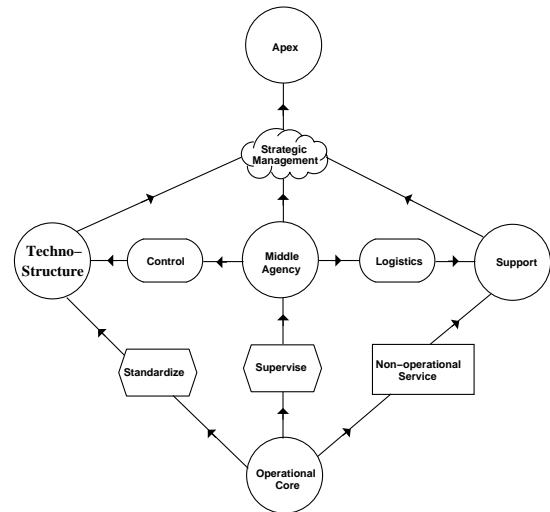 Apex
Strategic
Management
Techno−
Structure
Control
Middle
Agency
Logistics
Support
Standardize
Supervise
Non−operational
Service
Operational
Core